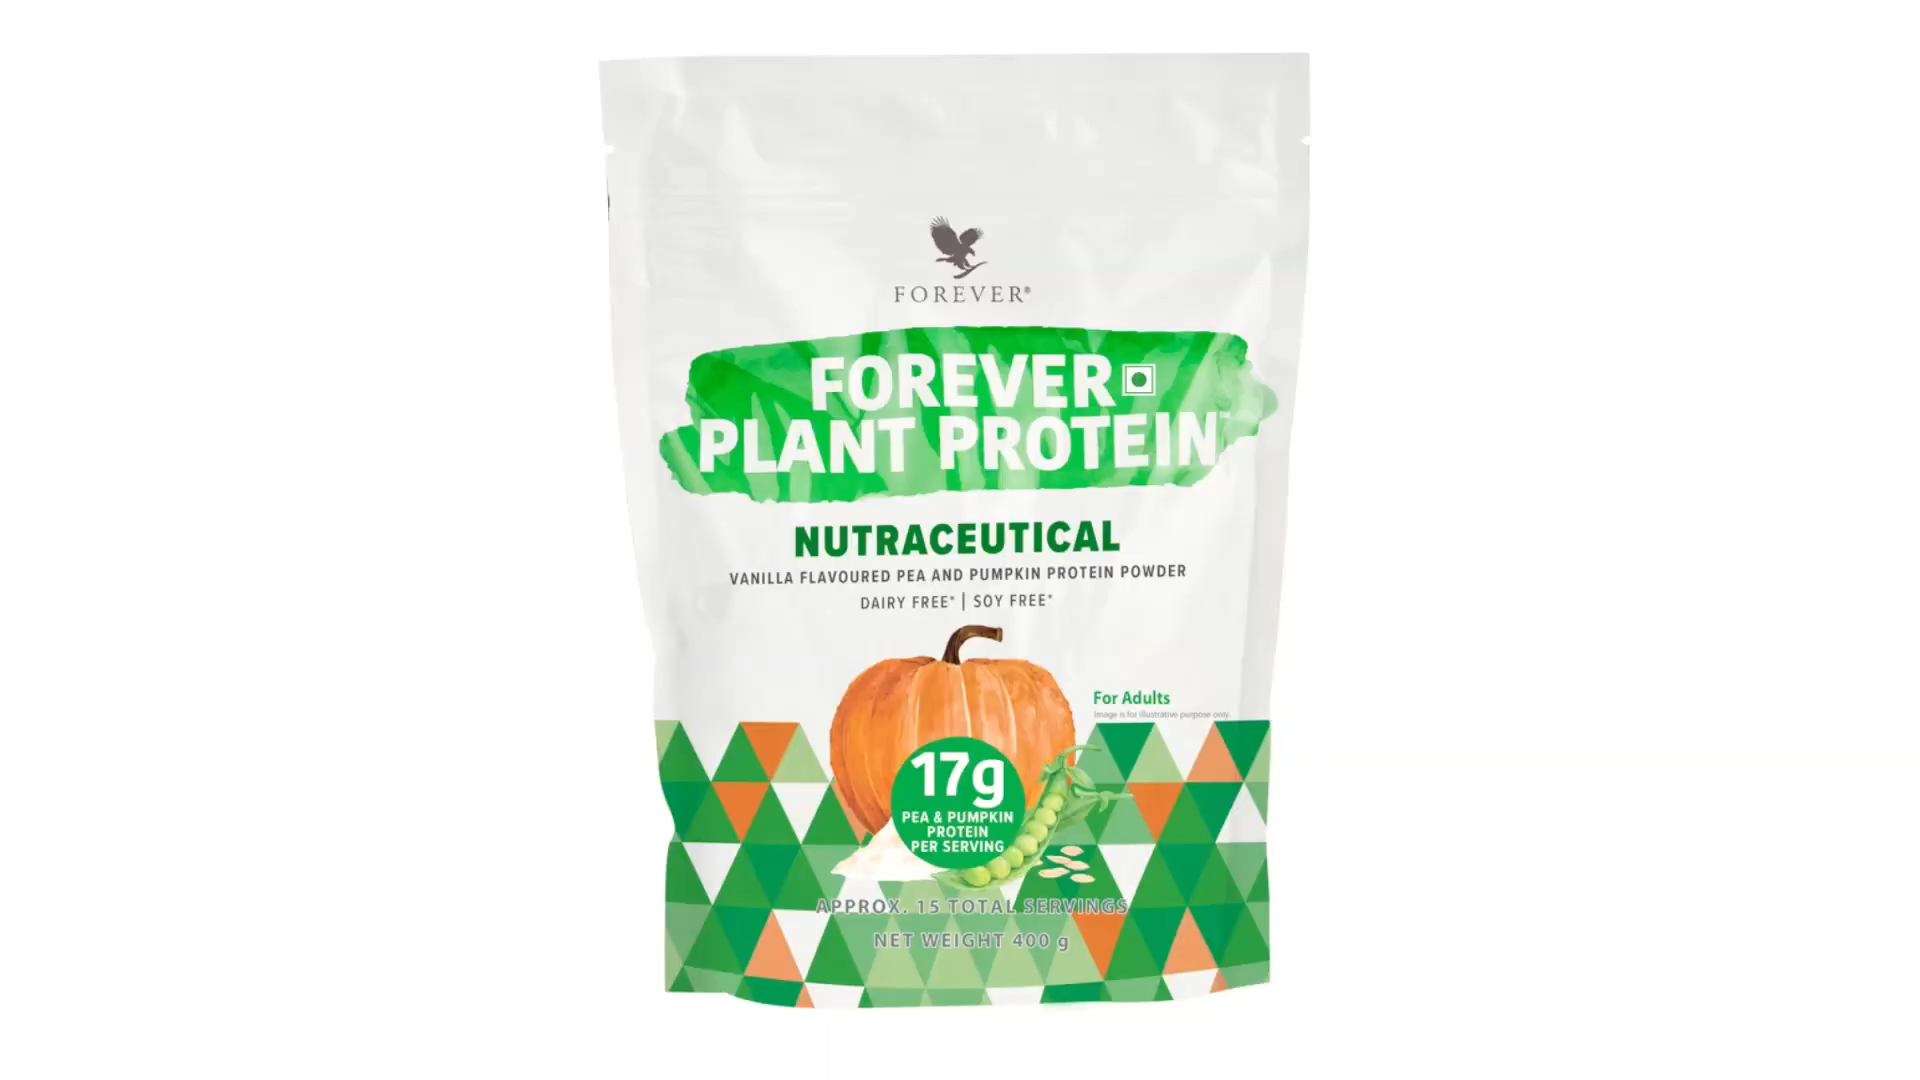 FOREVER®
FOREVER
PLANT PROTEIN™
NUTRACEUTICAL
VANILLA FLAVOURED PEA AND PUMPKIN PROTEIN POWDER
DAIRY FREE* | SOY FREE*
For Adults
Image is for illustrative purpose only.
17g
PEA & PUMPKIN
PROTEIN
PER SERVING
APPROX. 15 TOTAL SERVINGS
NET WEIGHT 400 g